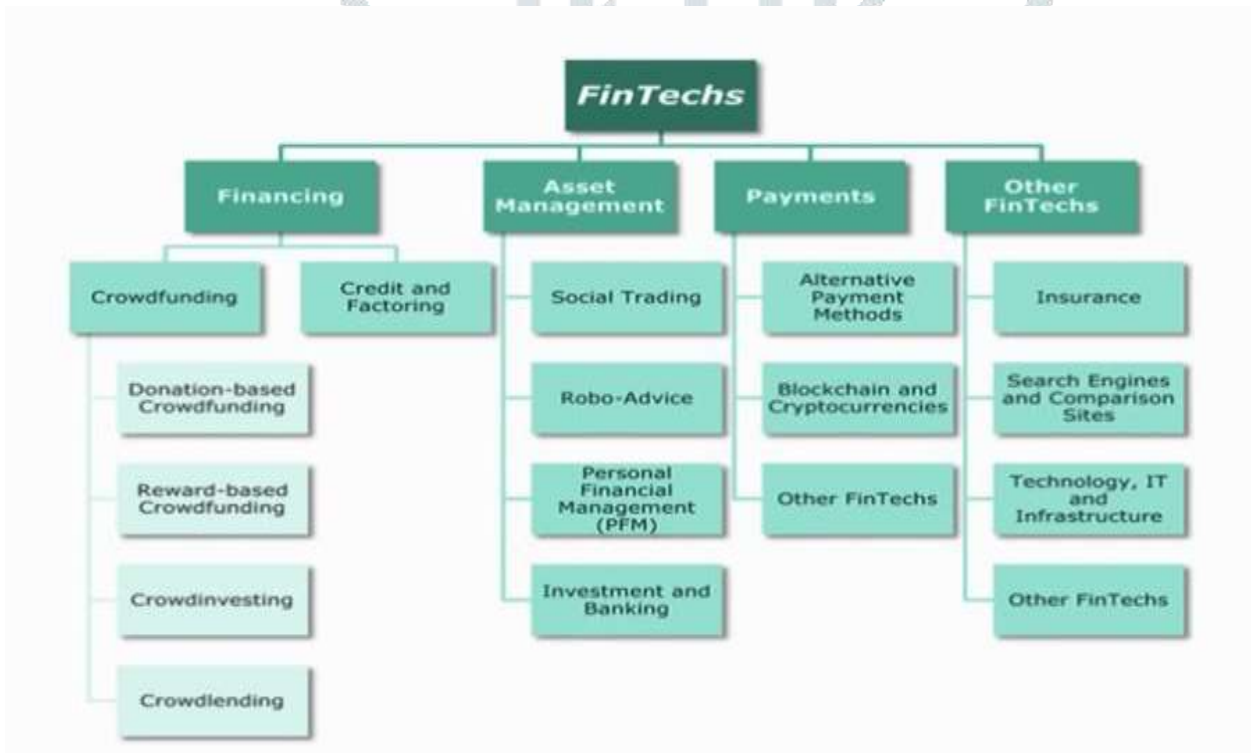 FinTechs
Financing
Asset
Management
Payments
Other
FinTechs
Crowdfunding
Credit and
Factoring
Social Trading
Alternative
Payment
Methods
Insurance
Donation-based
Crowdfunding
Robo-Advice
Blockchain and
Cryptocurrencies
Search Engines
and Comparison
Sites
Reward-based
Crowdfunding
Personal
Financial
Management
(PFM)
Other FinTechs
Technology, IT
and
Infrastructure
Crowdinvesting
Investment and
Banking
Other FinTechs
Crowdlending